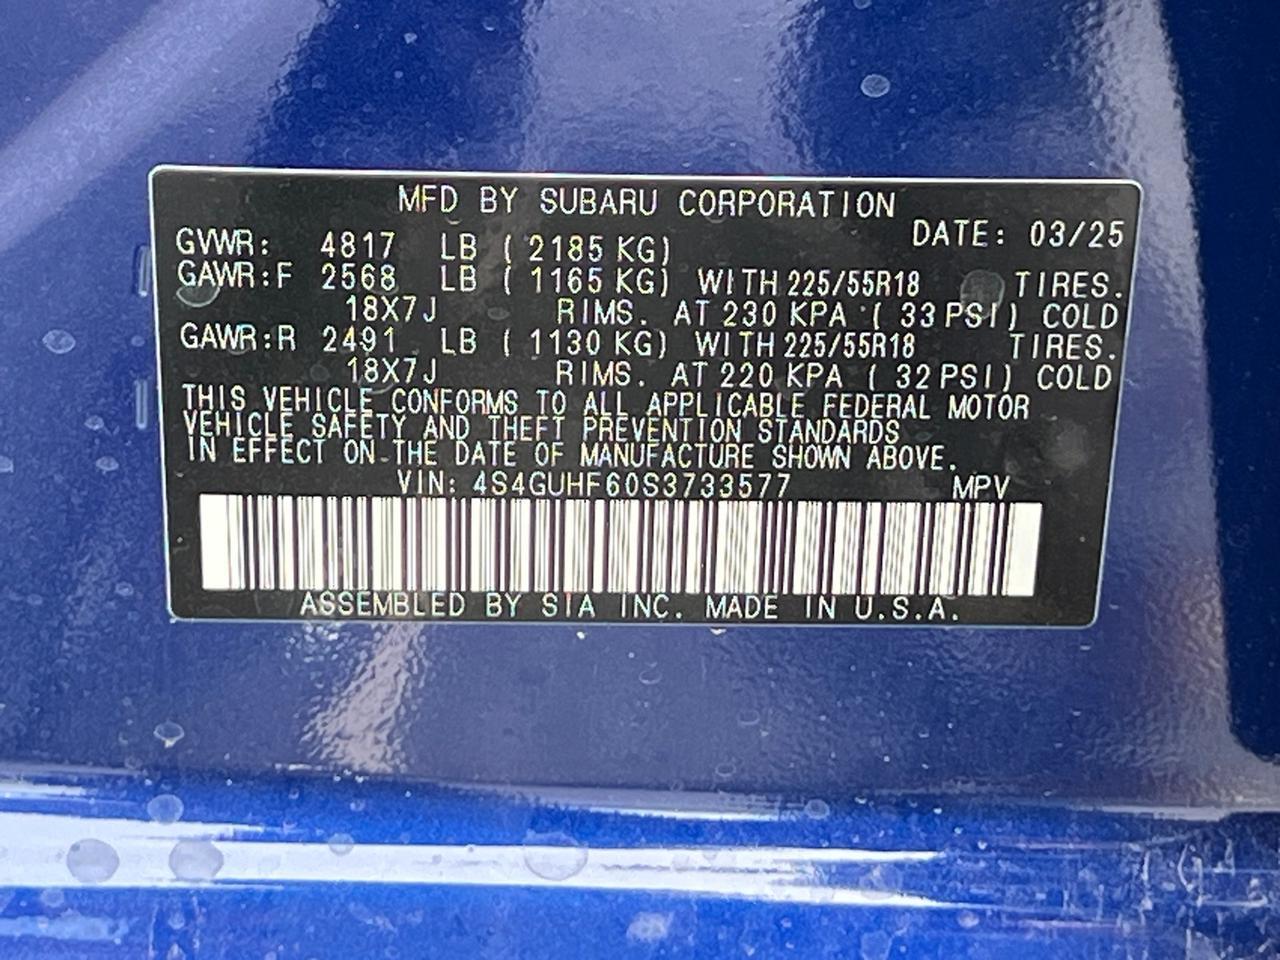 MFD BY SUBARU CORPORATION
DATE: 03/25
GVWR: 4817 LB ( 2185 KG)
GAWR:F 2568 LB ( 1165 KG) WITH 225/55R18 TIRES.
18X7J RIMS. AT 230 KPA ( 33 PSI) COLD
GAWR:R 2491 LB ( 1130 KG) WITH 225/55R18 TIRES.
18X7J RIMS. AT 220 KPA ( 32 PSI) COLD
THIS VEHICLE CONFORMS TO ALL APPLICABLE FEDERAL MOTOR
VEHICLE SAFETY AND THEFT PREVENTION STANDARDS
IN EFFECT ON THE DATE OF MANUFACTURE SHOWN ABOVE.
VIN: 4S4GUHF60S3733577 MPV
ASSEMBLED BY SIA INC. MADE IN U.S.A.